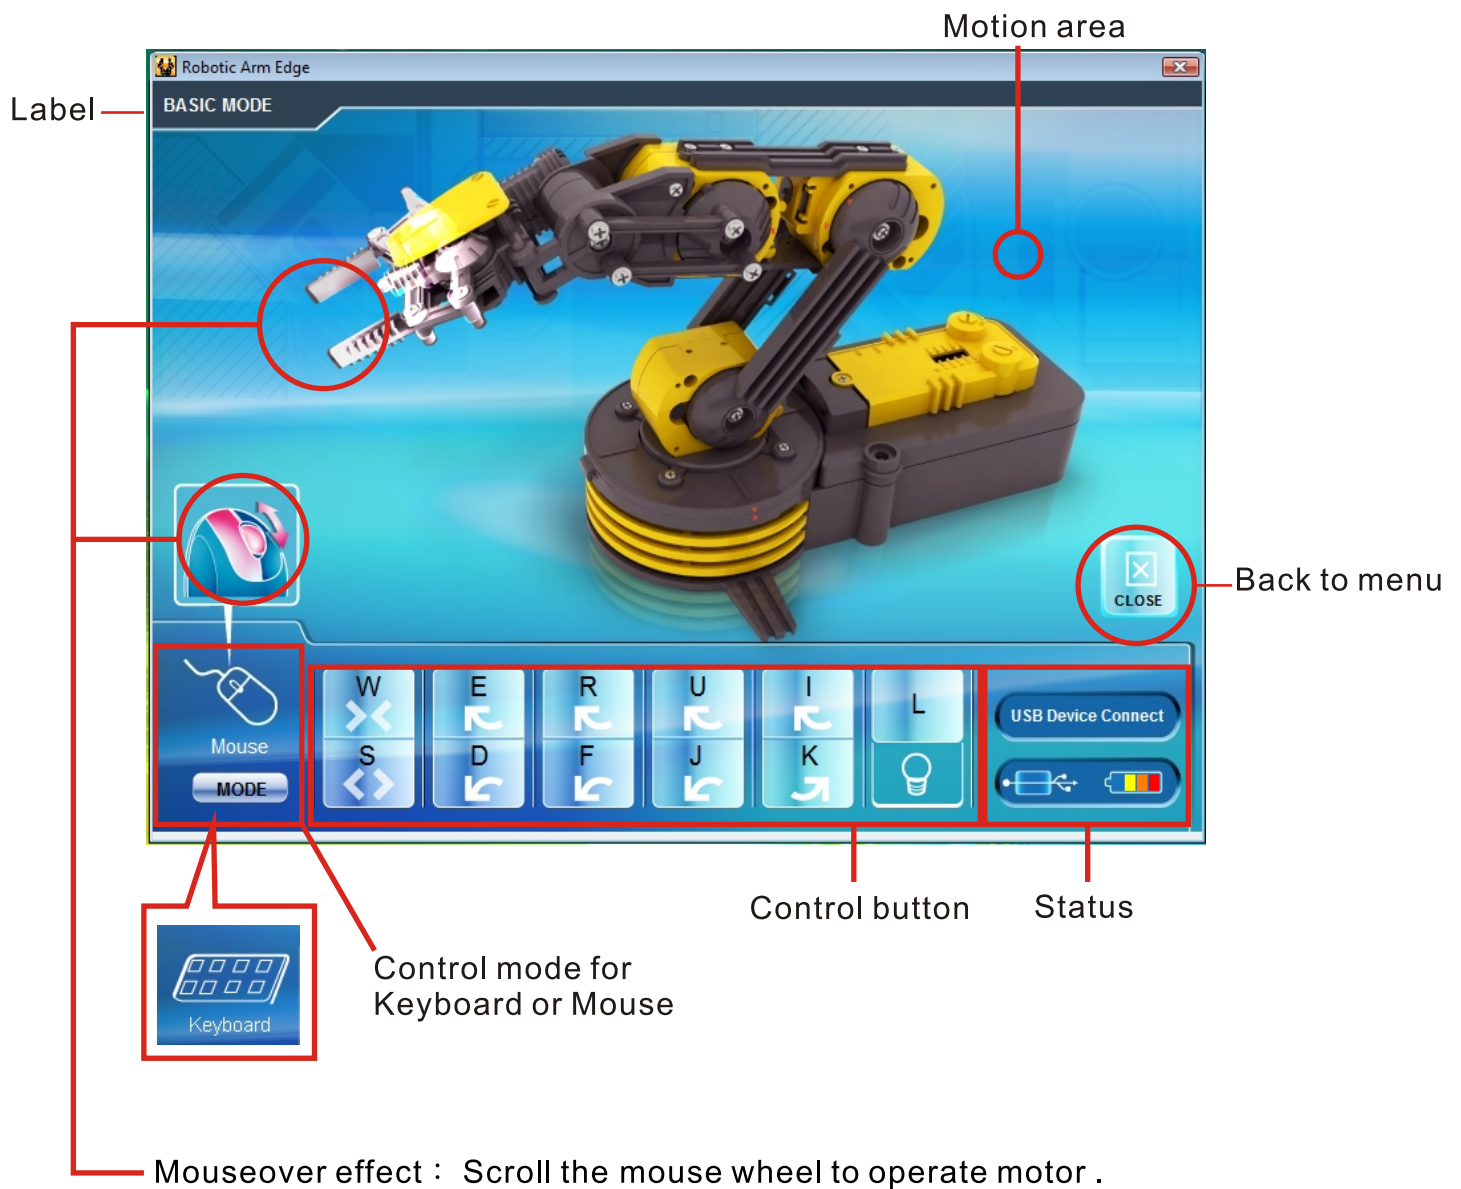 Motion area
Robotic Arm Edge
Label
BASIC MODE
CLOSE
Back to menu
W
E
R
U
I
L
S
D
F
J
K
Mouse
MODE
USB Device Connect
Control button
Status
Control mode for
Keyboard or Mouse
Keyboard
Mouseover effect : Scroll the mouse wheel to operate motor .